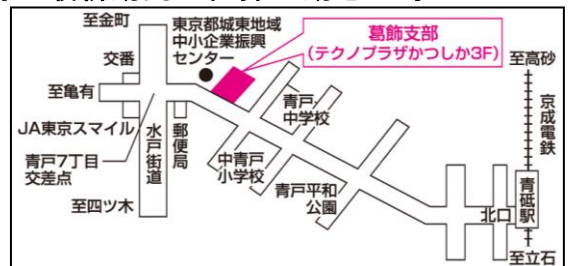 至金町
東京都城東地域
中小企業振興
センター
葛飾支部
(テクノプラザかつしか3F)
交番
至高砂
至亀有
青戸
中学校
京成電鉄
JA東京スマイル
水戸街道
郵便局
青戸7丁目
交差点
中青戸
小学校
青戸平和
公園
青砥駅
北口
至四ツ木
至立石